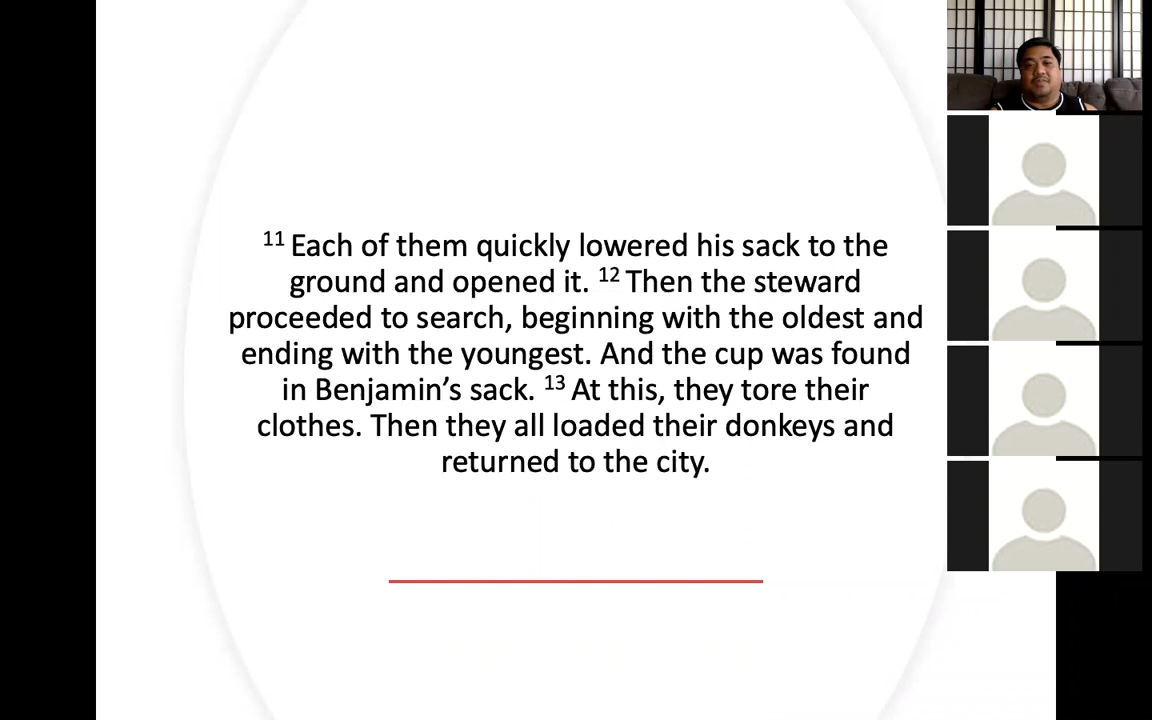 11 Each of them quickly lowered his sack to the
ground and opened it. 12 Then the steward
proceeded to search, beginning with the oldest and
ending with the youngest. And the cup was found
in Benjamin’s sack. 13 At this, they tore their
clothes. Then they all loaded their donkeys and
returned to the city.